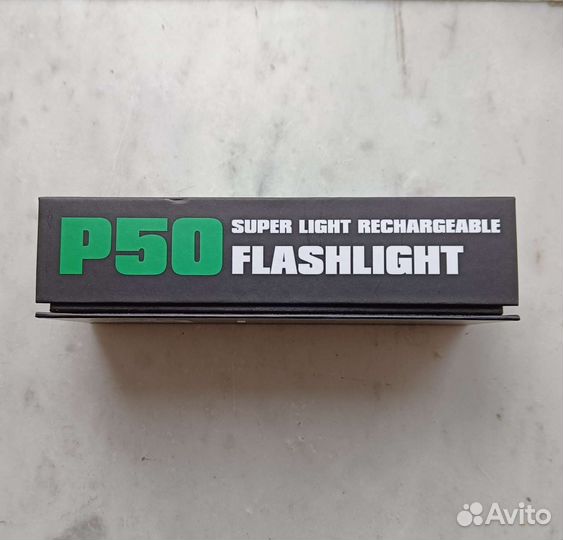 P50 SUPER LIGHT RECHARGEABLE
FLASHLIGHT
Avito